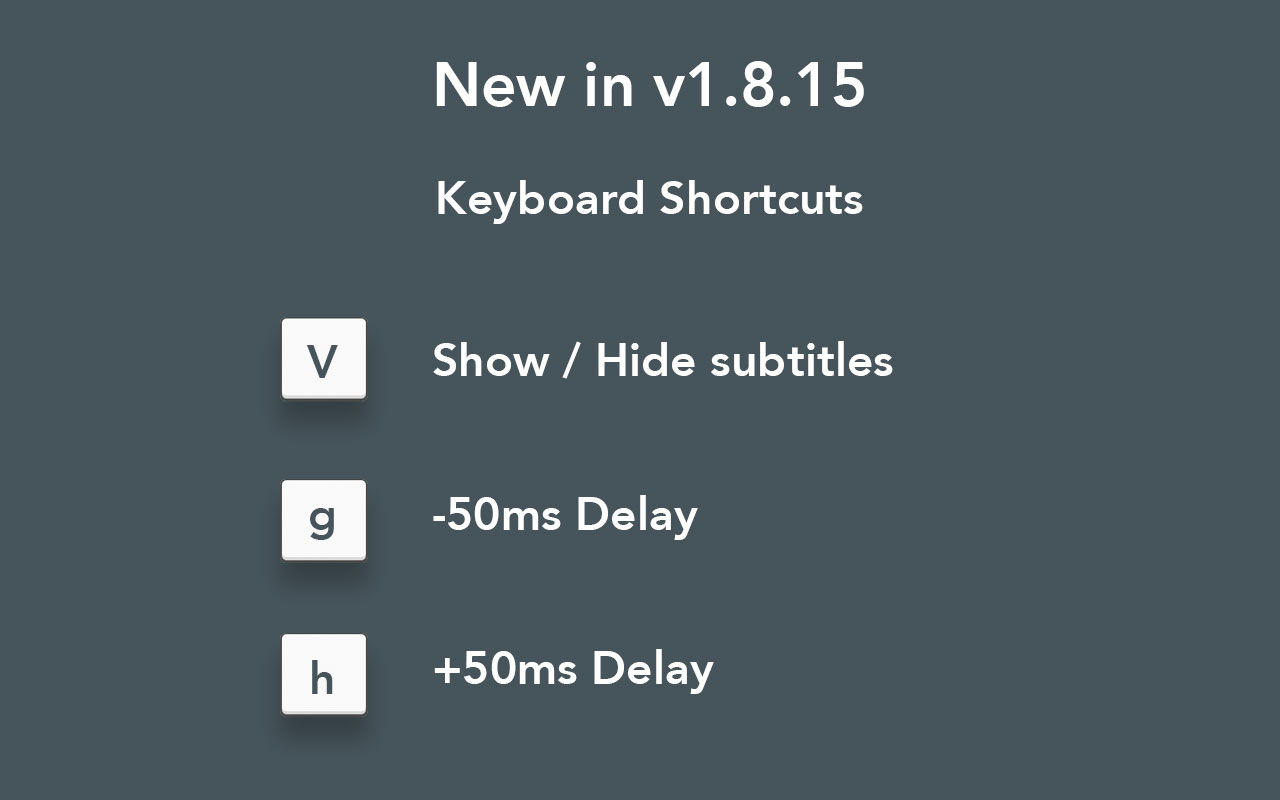 New in v1.8.15
Keyboard Shortcuts
V Show / Hide subtitles
g -50ms Delay
h +50ms Delay